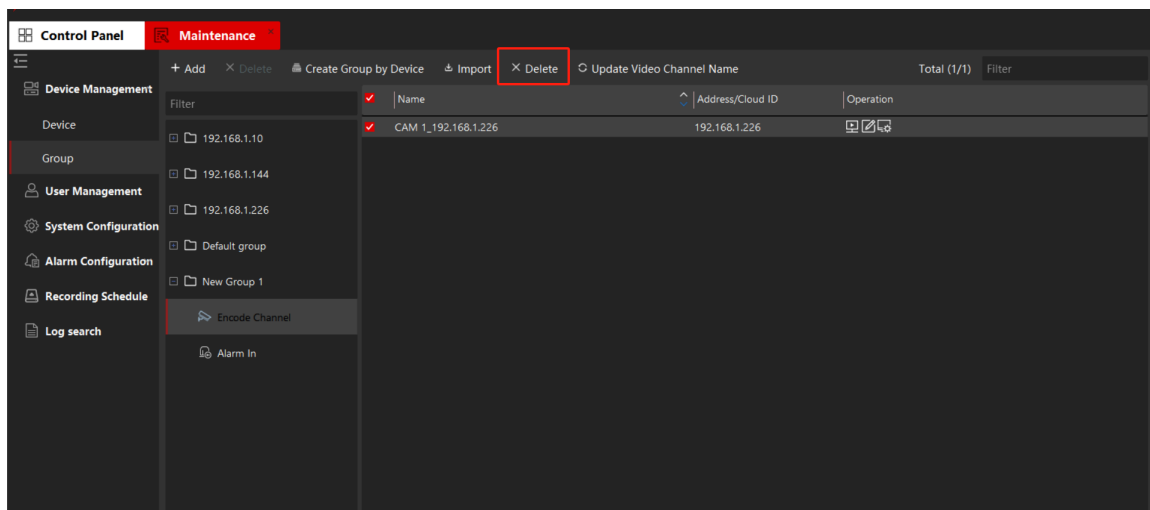 Control Panel Maintenance
+ Add × Delete Create Group by Device Import × Delete Update Video Channel Name Total (1/1) Filter
Device Management
Device
Group
User Management
System Configuration
Alarm Configuration
Recording Schedule
Log search
Filter
192.168.1.10
192.168.1.144
192.168.1.226
Default group
New Group 1
Encode Channel
Alarm In
Name Address/Cloud ID Operation
CAM 1_192.168.1.226 192.168.1.226